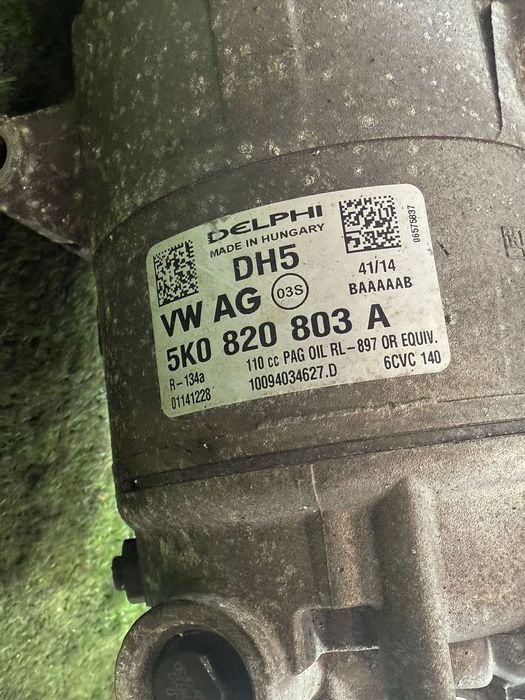 DELPHI
MADE IN HUNGARY
06575837
DH5
41/14
VW AG 03S
BAAAAAB
5K0 820 803 A
R-134a
110 cc PAG OIL RL-897 OR EQUIV.
01141228
10094034627.D
6CVC 140